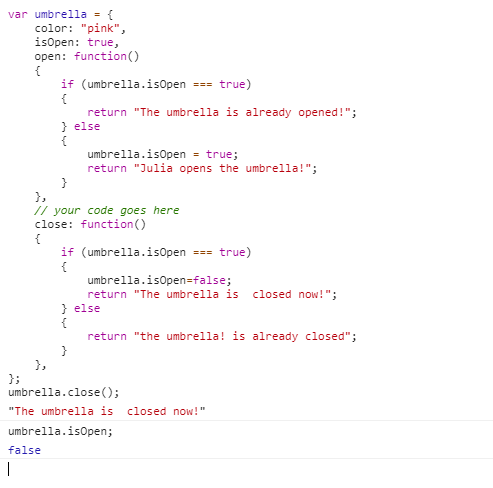 var umbrella = {
    color: "pink",
    isOpen: true,
    open: function()
    {
        if (umbrella.isOpen === true)
        {
            return "The umbrella is already opened!";
        } else
        {
            umbrella.isOpen = true;
            return "Julia opens the umbrella!";
        }
    },
    // your code goes here
    close: function()
    {
        if (umbrella.isOpen === true)
        {
            umbrella.isOpen=false;
            return "The umbrella is  closed now!";
        } else
        {
            return "the umbrella! is already closed";
        }
    },
};
umbrella.close();
"The umbrella is  closed now!"
umbrella.isOpen;
false